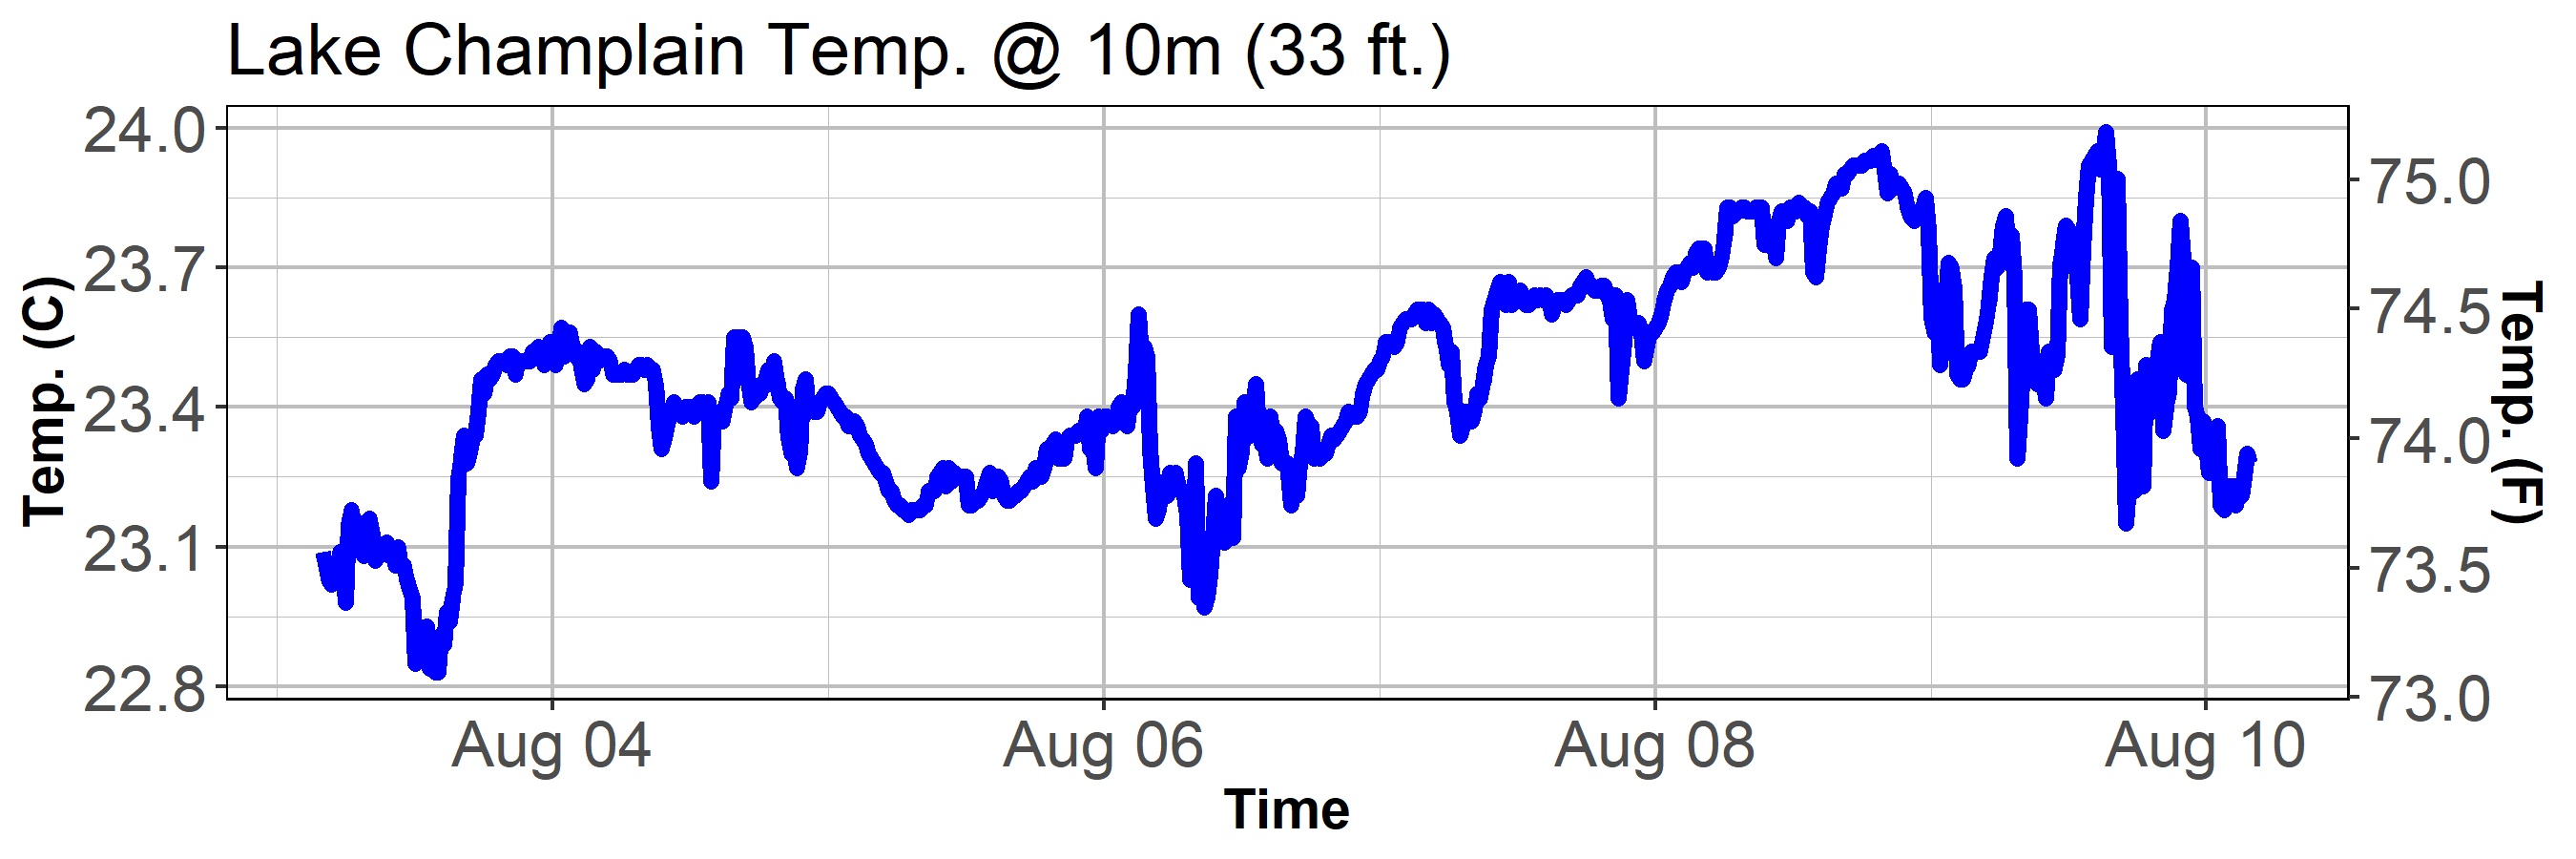 Lake Champlain Temp. @ 10m (33 ft.)
24.0
23.7
23.4
23.1
22.8
Temp. (C)
75.0
74.5
74.0
73.5
73.0
Temp. (F)
Aug 04
Aug 06
Aug 08
Aug 10
Time